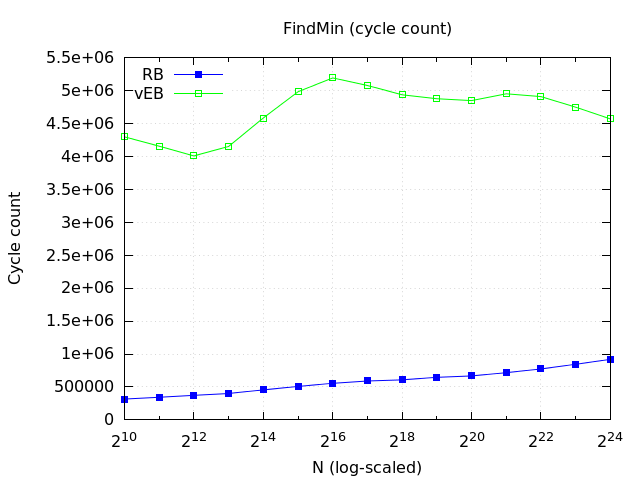 FindMin (cycle count)
RB
vEB
5.5e+06
5e+06
4.5e+06
4e+06
3.5e+06
3e+06
2.5e+06
2e+06
1.5e+06
1e+06
500000
0
Cycle count
2^10 2^12 2^14 2^16 2^18 2^20 2^22 2^24
N (log-scaled)